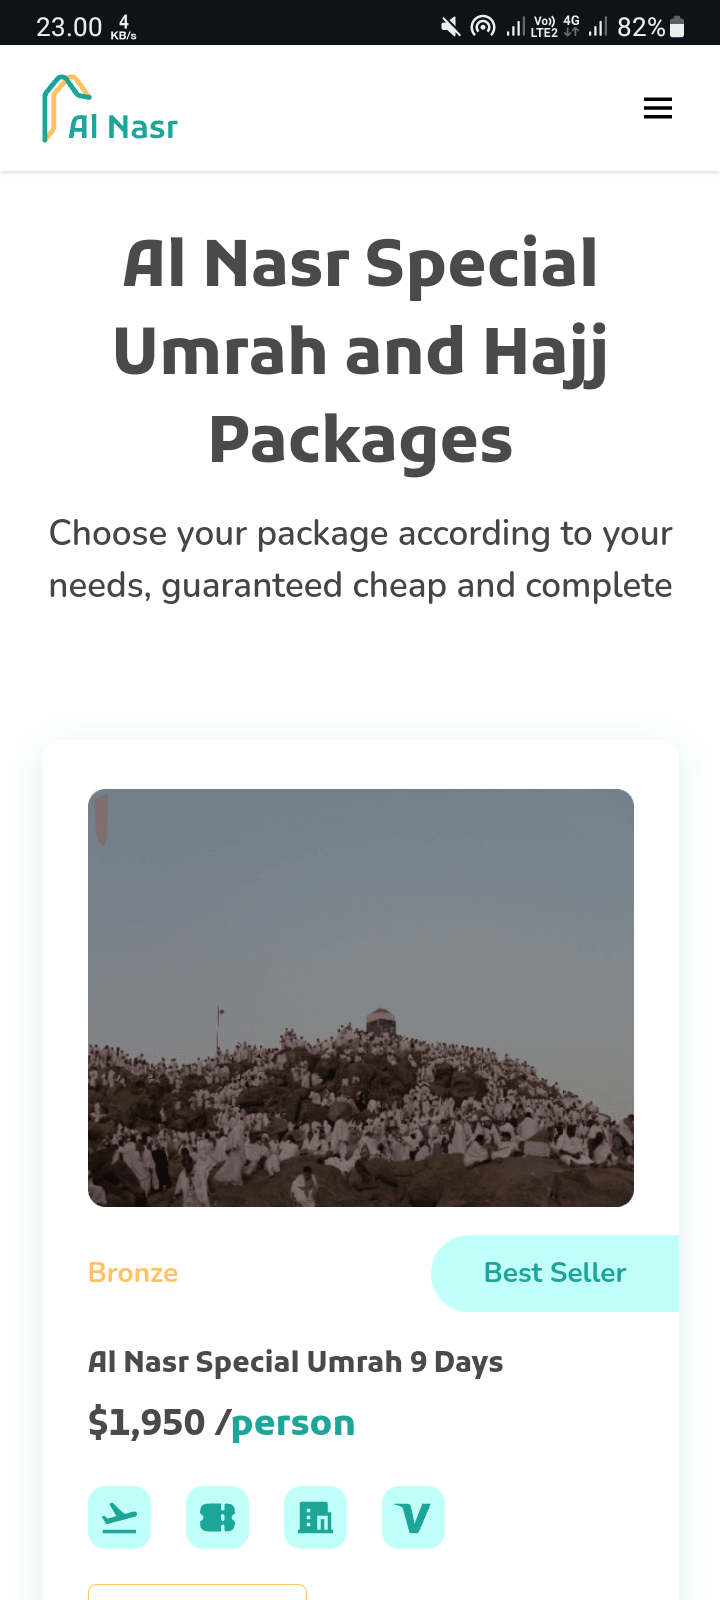 23.00 4 KB/s Vo)) LTE2 4G 82%
Al Nasr
Al Nasr Special
Umrah and Hajj
Packages
Choose your package according to your
needs, guaranteed cheap and complete
Bronze
Best Seller
Al Nasr Special Umrah 9 Days
$1,950 /person